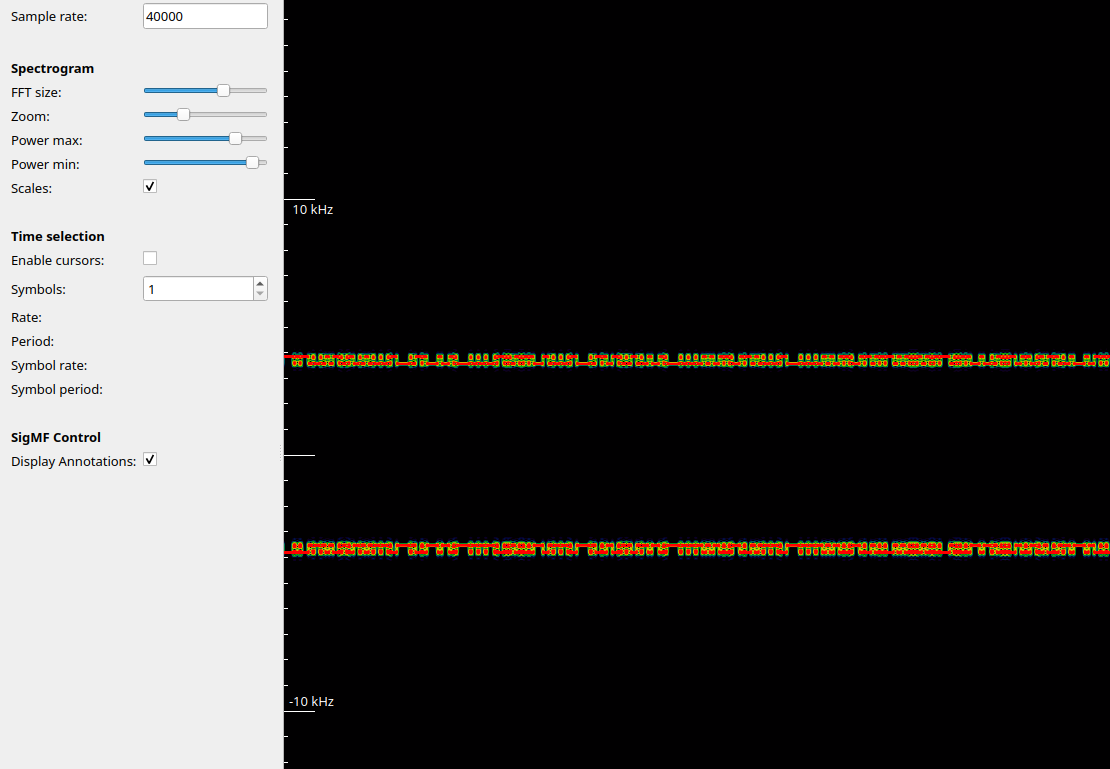 Sample rate: 40000
Spectrogram
FFT size:
Zoom:
Power max:
Power min:
Scales:
Time selection
Enable cursors:
Symbols: 1
Rate:
Period:
Symbol rate:
Symbol period:
SigMF Control
Display Annotations:
10 kHz
-10 kHz